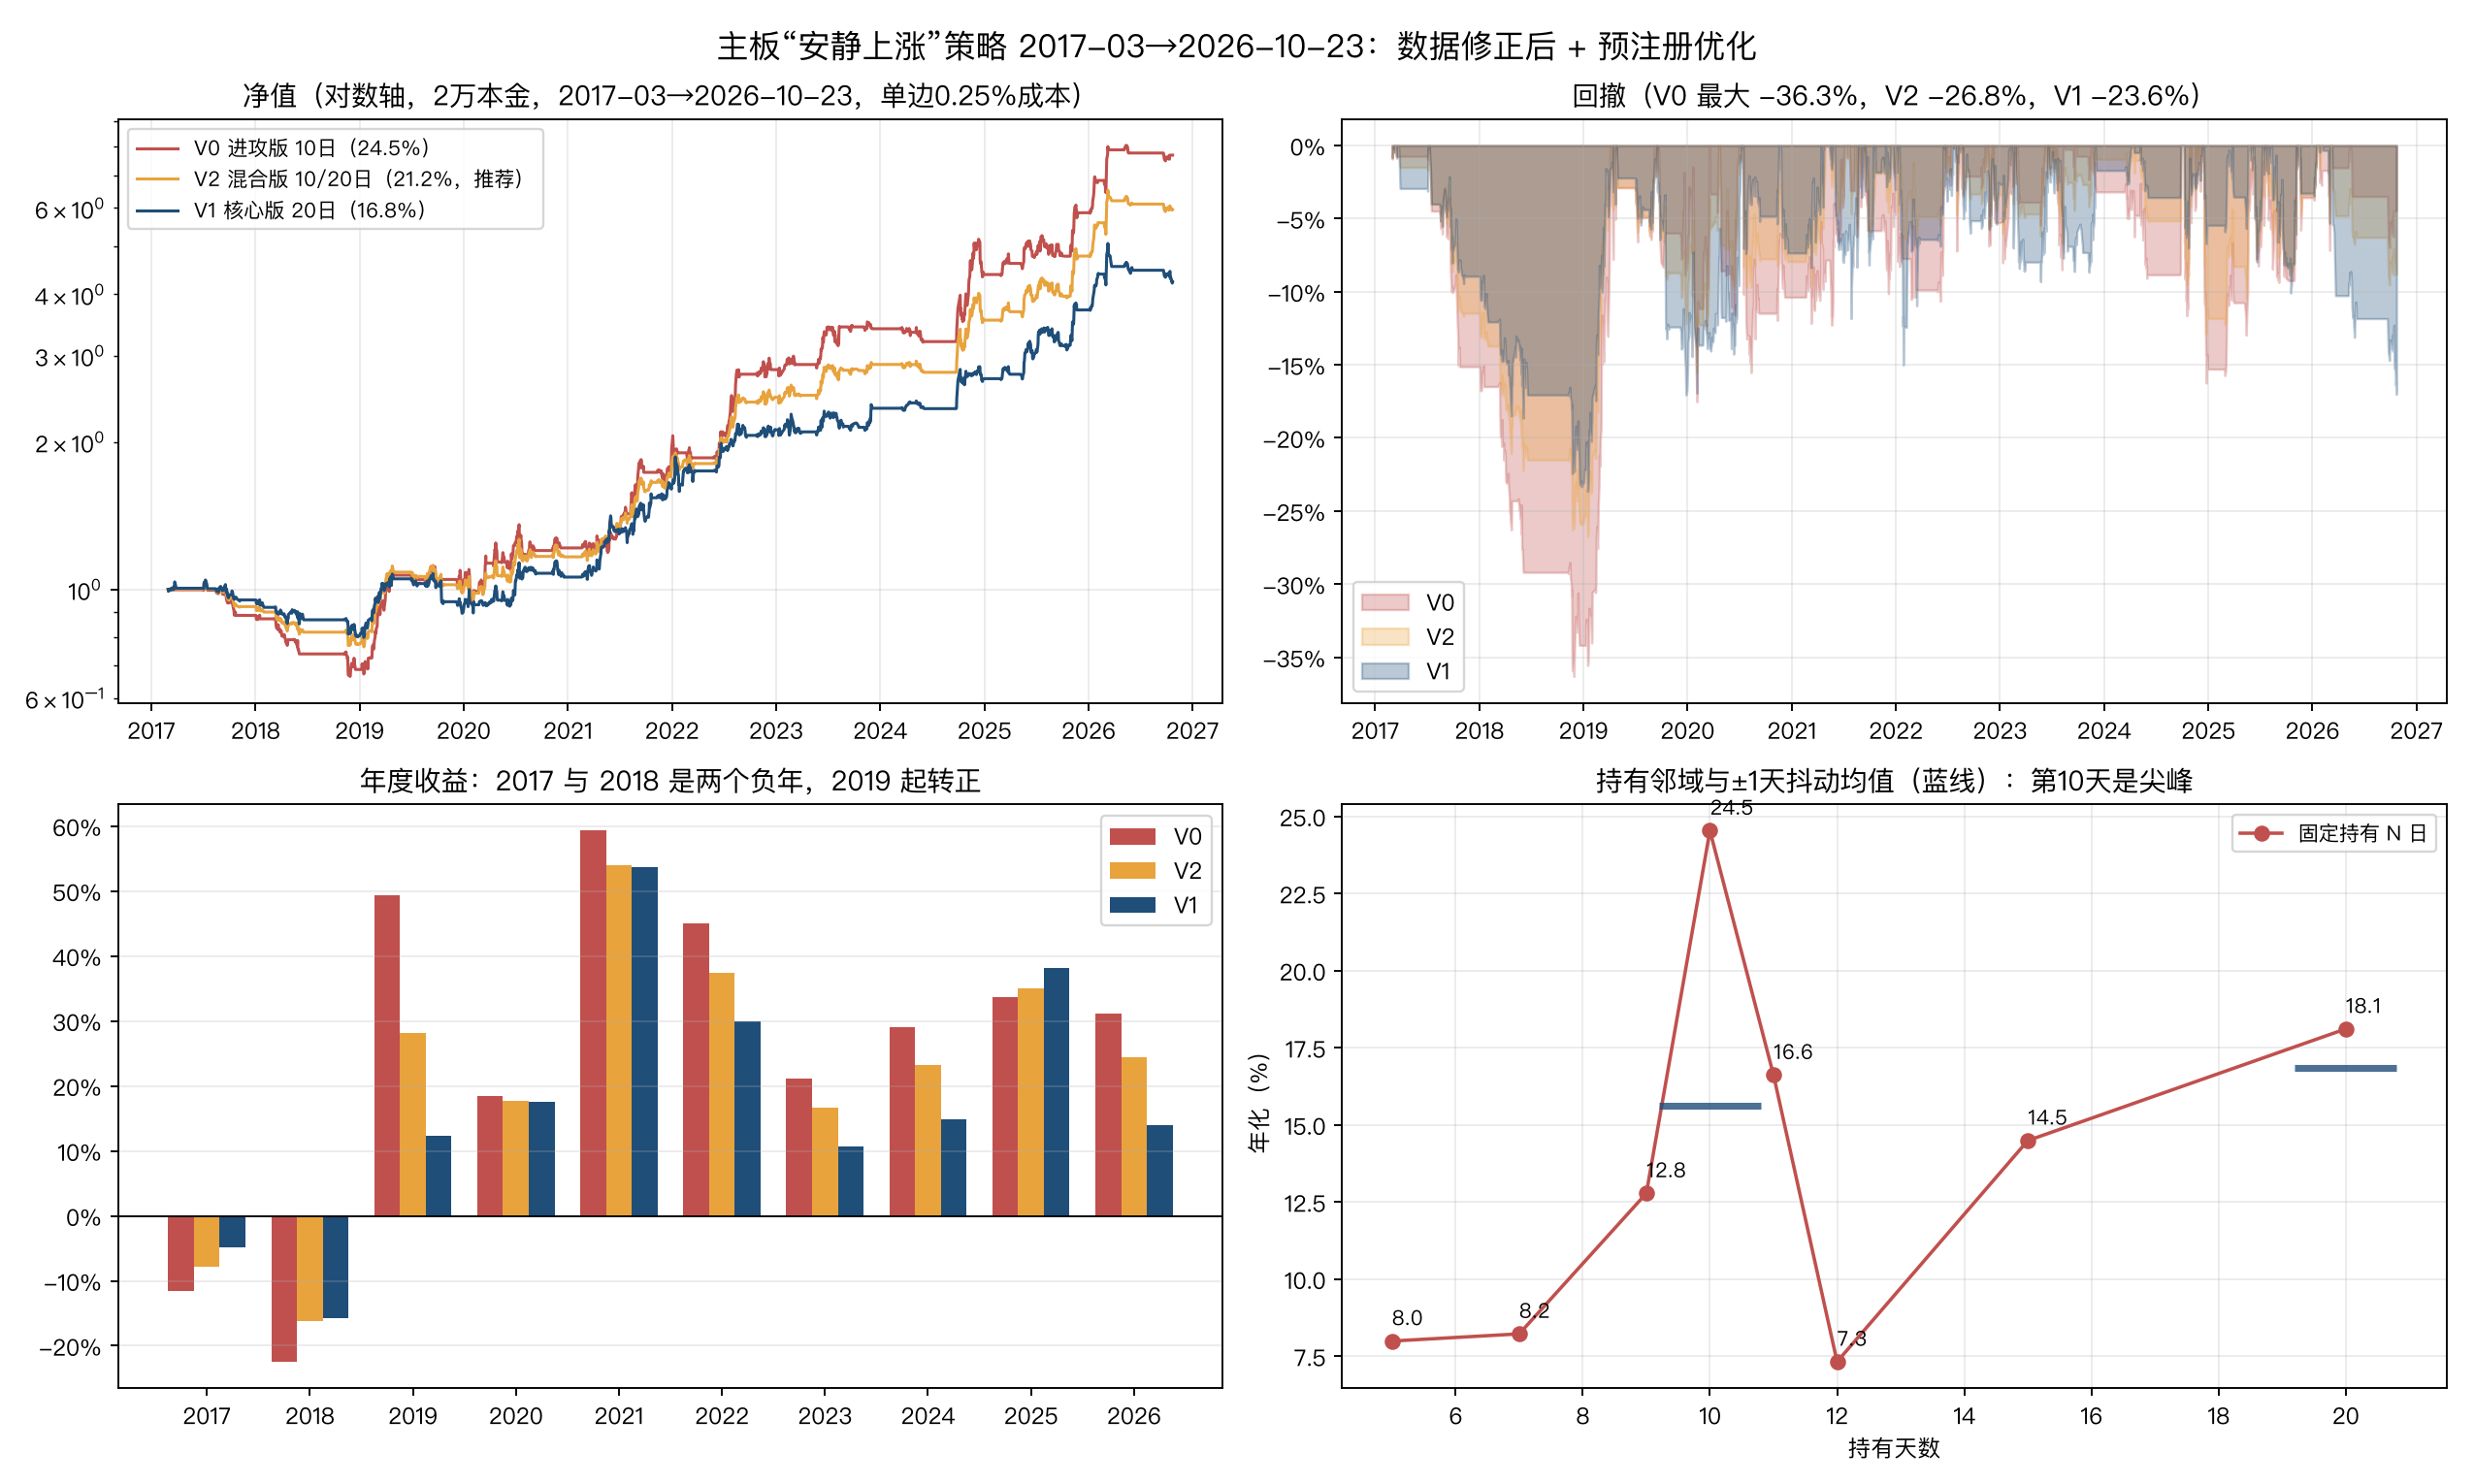 主板“安静上涨”策略 2017–03→2026–10–23：数据修正后 + 预注册优化
净值（对数轴，2万本金，2017–03→2026–10–23，单边0.25%成本）
V0 进攻版 10日（24.5%）
V2 混合版 10/20日（21.2%，推荐）
V1 核心版 20日（16.8%）
6 × 10⁰
4 × 10⁰
3 × 10⁰
2 × 10⁰
10⁰
6 × 10⁻¹
2017 2018 2019 2020 2021 2022 2023 2024 2025 2026 2027
回撤（V0 最大 –36.3%，V2 –26.8%，V1 –23.6%）
0%
–5%
–10%
–15%
–20%
–25%
–30%
–35%
V0
V2
V1
2017 2018 2019 2020 2021 2022 2023 2024 2025 2026 2027
年度收益：2017 与 2018 是两个负年，2019 起转正
60%
50%
40%
30%
20%
10%
0%
–10%
–20%
V0
V2
V1
2017 2018 2019 2020 2021 2022 2023 2024 2025 2026
持有邻域与±1天抖动均值（蓝线）：第10天是尖峰
年化（%）
25.0
22.5
20.0
17.5
15.0
12.5
10.0
7.5
固定持有 N 日
8.0
8.2
12.8
24.5
16.6
7.3
14.5
18.1
6 8 10 12 14 16 18 20
持有天数